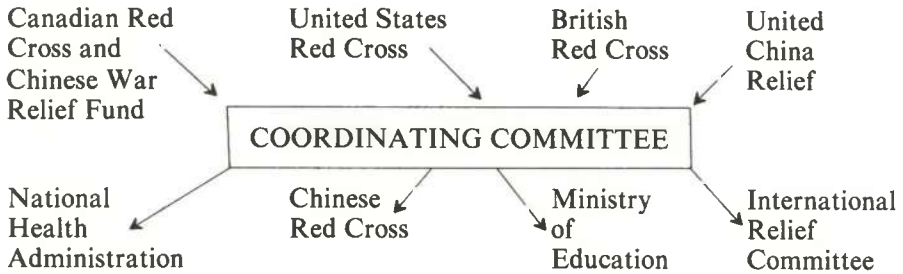 Canadian Red
Cross and
Chinese War
Relief Fund
United States
Red Cross
British
Red Cross
United
China
Relief
COORDINATING COMMITTEE
National
Health
Administration
Chinese
Red Cross
Ministry
of
Education
International
Relief
Committee